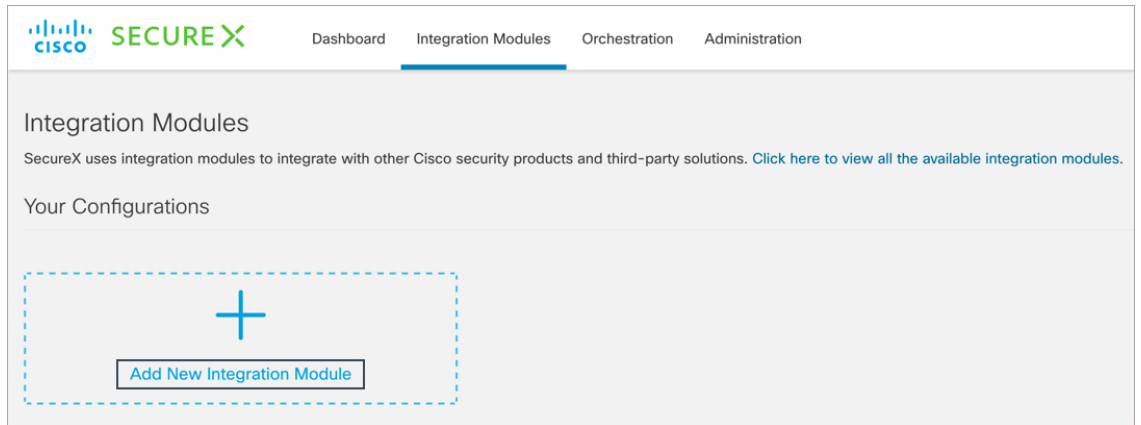 CISCO SECUREX Dashboard Integration Modules Orchestration Administration
Integration Modules
SecureX uses integration modules to integrate with other Cisco security products and third-party solutions. Click here to view all the available integration modules.
Your Configurations
Add New Integration Module